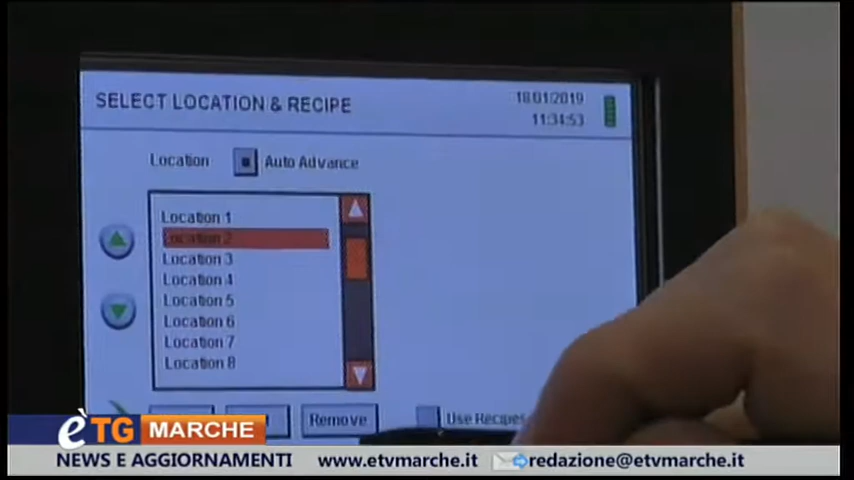 SELECT LOCATION & RECIPE
18/01/2019
11:34:53
Location
Auto Advance
Location 1
Location 2
Location 3
Location 4
Location 5
Location 6
Location 7
Location 8
Remove
Use Recipes
è TG MARCHE
NEWS E AGGIORNAMENTI www.etvmarche.it redazione@etvmarche.it